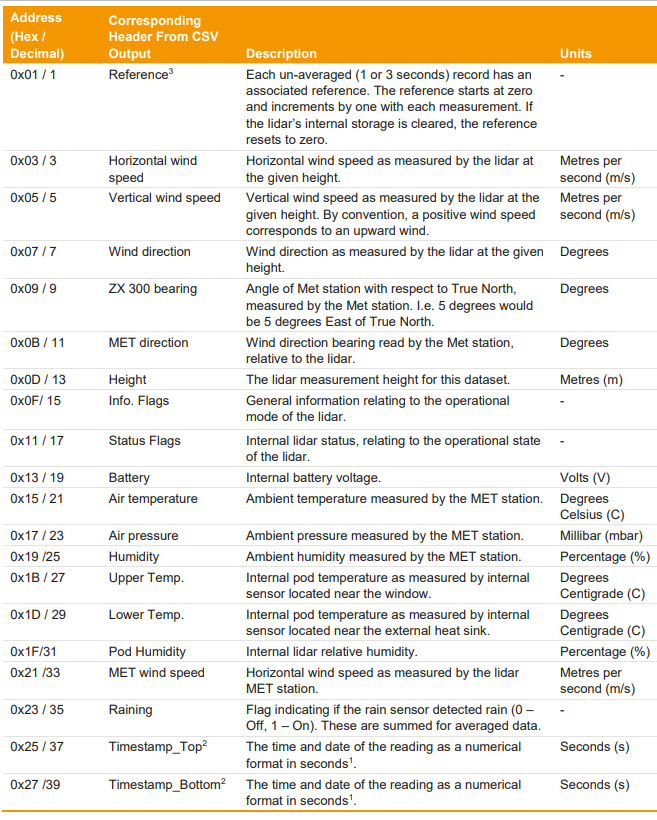 Address
(Hex /
Decimal)
Corresponding
Header From CSV
Output
Description
Units
0x01 / 1
Reference3
Each un-averaged (1 or 3 seconds) record has an
associated reference. The reference starts at zero
and increments by one with each measurement. If
the lidar’s internal storage is cleared, the reference
resets to zero.
-
0x03 / 3
Horizontal wind
speed
Horizontal wind speed as measured by the lidar at
the given height.
Metres per
second (m/s)
0x05 / 5
Vertical wind speed
Vertical wind speed as measured by the lidar at the
given height. By convention, a positive wind speed
corresponds to an upward wind.
Metres per
second (m/s)
0x07 / 7
Wind direction
Wind direction as measured by the lidar at the given
height.
Degrees
0x09 / 9
ZX 300 bearing
Angle of Met station with respect to True North,
measured by the Met station. I.e. 5 degrees would
be 5 degrees East of True North.
Degrees
0x0B / 11
MET direction
Wind direction bearing read by the Met station,
relative to the lidar.
Degrees
0x0D / 13
Height
The lidar measurement height for this dataset.
Metres (m)
0x0F/ 15
Info. Flags
General information relating to the operational
mode of the lidar.
-
0x11 / 17
Status Flags
Internal lidar status, relating to the operational state
of the lidar.
-
0x13 / 19
Battery
Internal battery voltage.
Volts (V)
0x15 / 21
Air temperature
Ambient temperature measured by the MET station.
Degrees
Celsius (C)
0x17 / 23
Air pressure
Ambient pressure measured by the MET station.
Millibar (mbar)
0x19 /25
Humidity
Ambient humidity measured by the MET station.
Percentage (%)
0x1B / 27
Upper Temp.
Internal pod temperature as measured by internal
sensor located near the window.
Degrees
Centigrade (C)
0x1D / 29
Lower Temp.
Internal pod temperature as measured by internal
sensor located near the external heat sink.
Degrees
Centigrade (C)
0x1F/31
Pod Humidity
Internal lidar relative humidity.
Percentage (%)
0x21 /33
MET wind speed
Horizontal wind speed as measured by the lidar
MET station.
Metres per
second (m/s)
0x23 / 35
Raining
Flag indicating if the rain sensor detected rain (0 –
Off, 1 – On). These are summed for averaged data.
-
0x25 / 37
Timestamp_Top2
The time and date of the reading as a numerical
format in seconds1.
Seconds (s)
0x27 /39
Timestamp_Bottom2
The time and date of the reading as a numerical
format in seconds1.
Seconds (s)